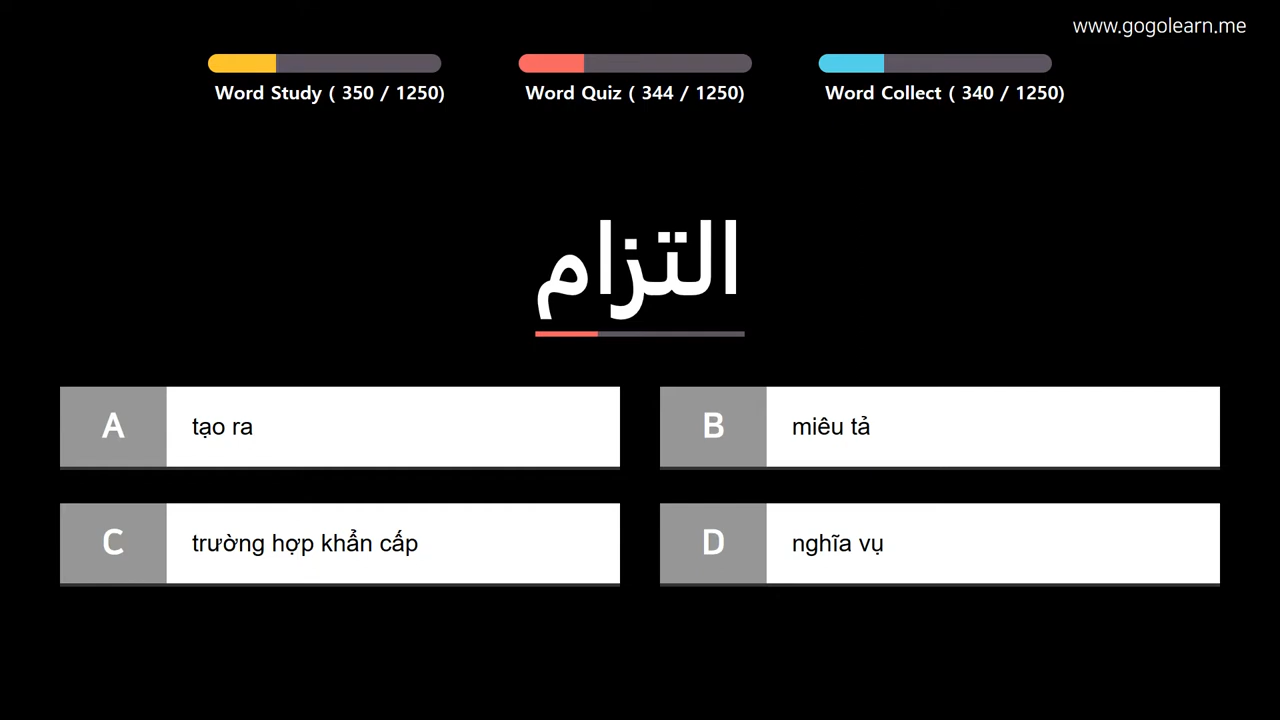 www.gogolearn.me
Word Study ( 350 / 1250)
Word Quiz ( 344 / 1250)
Word Collect ( 340 / 1250)
التزام
A
tạo ra
B
miêu tả
C
trường hợp khẩn cấp
D
nghĩa vụ